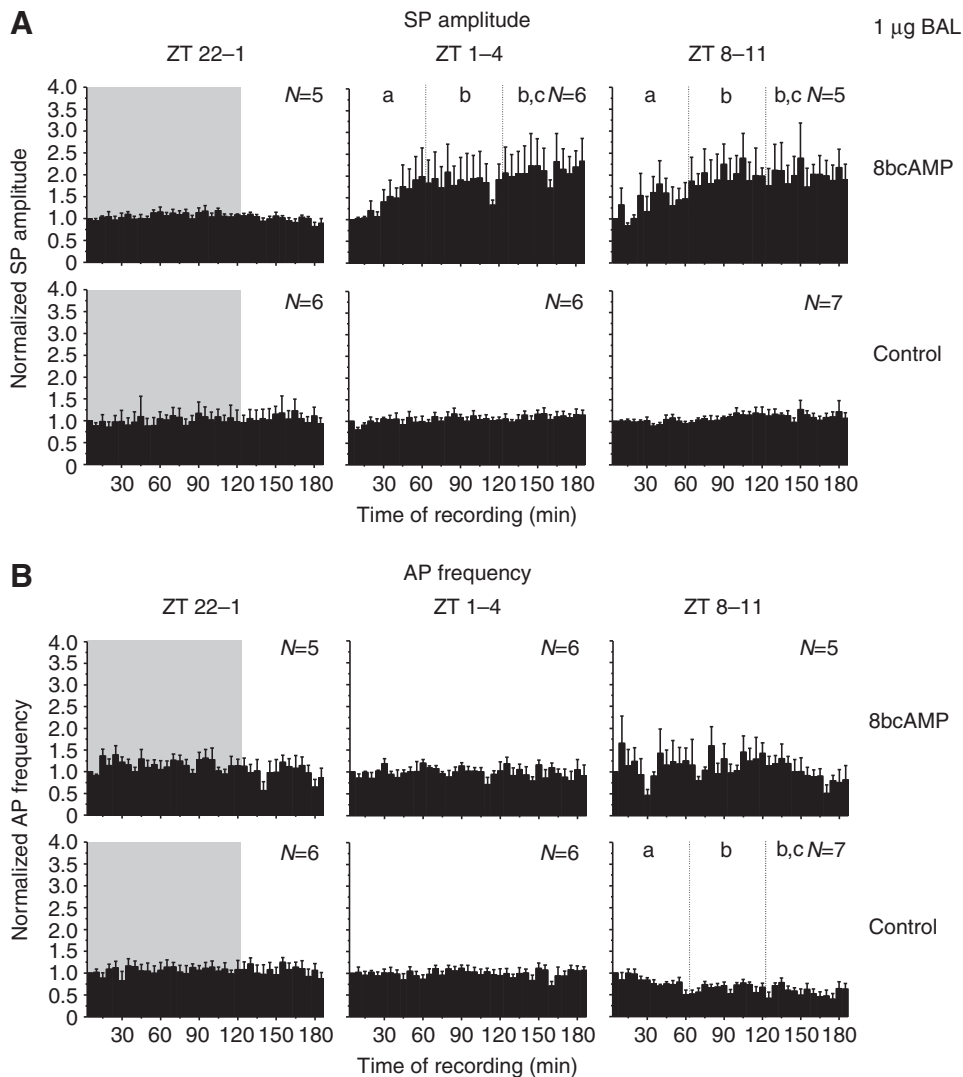 A
SP amplitude
1 µg BAL
ZT 22–1
ZT 1–4
ZT 8–11
Normalized SP amplitude
4.0
3.5
3.0
2.5
2.0
1.5
1.0
0.5
0
N=5
a
b
b,c N=6
a
b
b,c N=5
8bcAMP
4.0
3.5
3.0
2.5
2.0
1.5
1.0
0.5
0
N=6
N=6
N=7
Control
30 60 90 120 150 180
30 60 90 120 150 180
30 60 90 120 150 180
Time of recording (min)
B
AP frequency
ZT 22–1
ZT 1–4
ZT 8–11
Normalized AP frequency
4.0
3.5
3.0
2.5
2.0
1.5
1.0
0.5
0
N=5
N=6
N=5
8bcAMP
4.0
3.5
3.0
2.5
2.0
1.5
1.0
0.5
0
N=6
N=6
a
b
b,c N=7
Control
30 60 90 120 150 180
30 60 90 120 150 180
30 60 90 120 150 180
Time of recording (min)